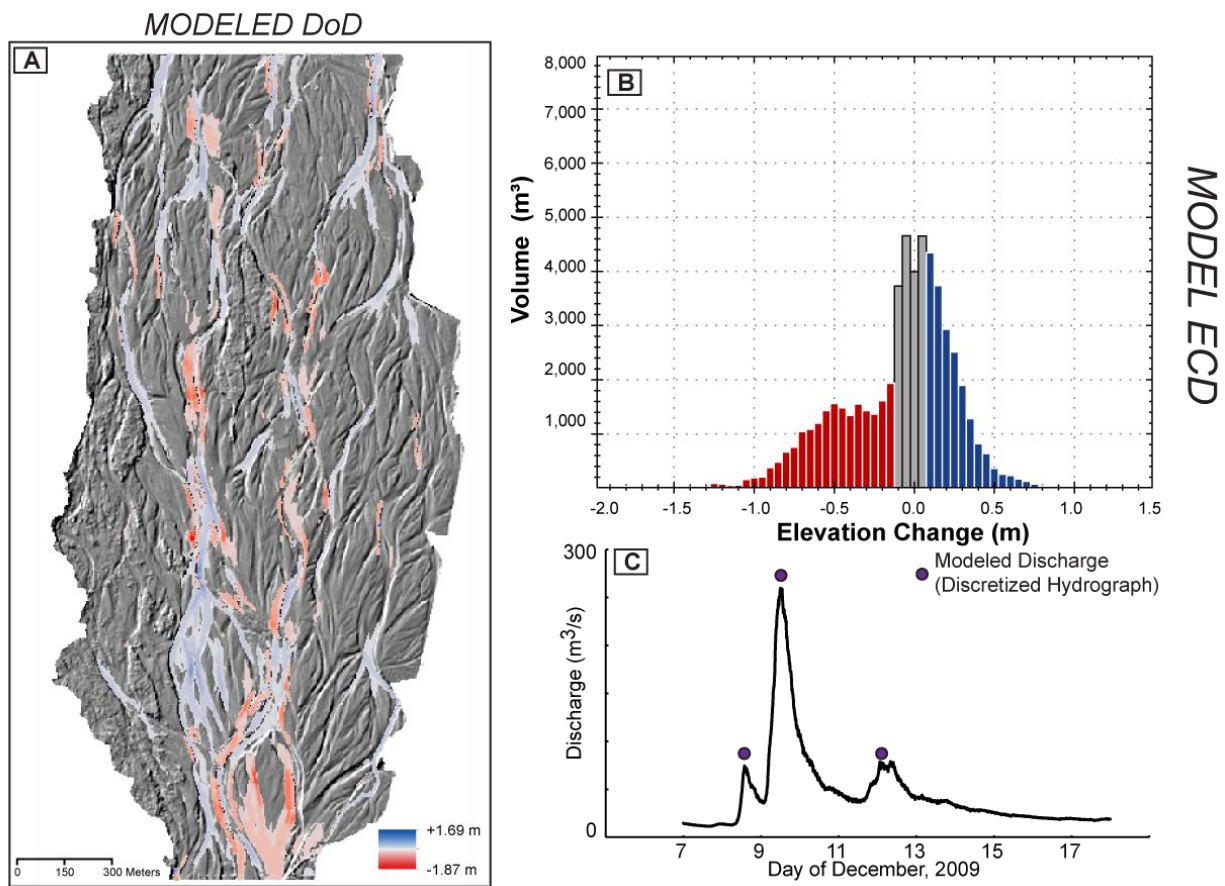 MODELED DoD
A
+1.69 m
-1.87 m
0 150 300 Meters
B
8,000
7,000
6,000
5,000
4,000
3,000
2,000
1,000
Volume (m³)
-2.0 -1.5 -1.0 -0.5 0.0 0.5 1.0 1.5
Elevation Change (m)
MODEL ECD
C
300
0
Discharge (m³/s)
Modeled Discharge
(Discretized Hydrograph)
7 9 11 13 15 17
Day of December, 2009